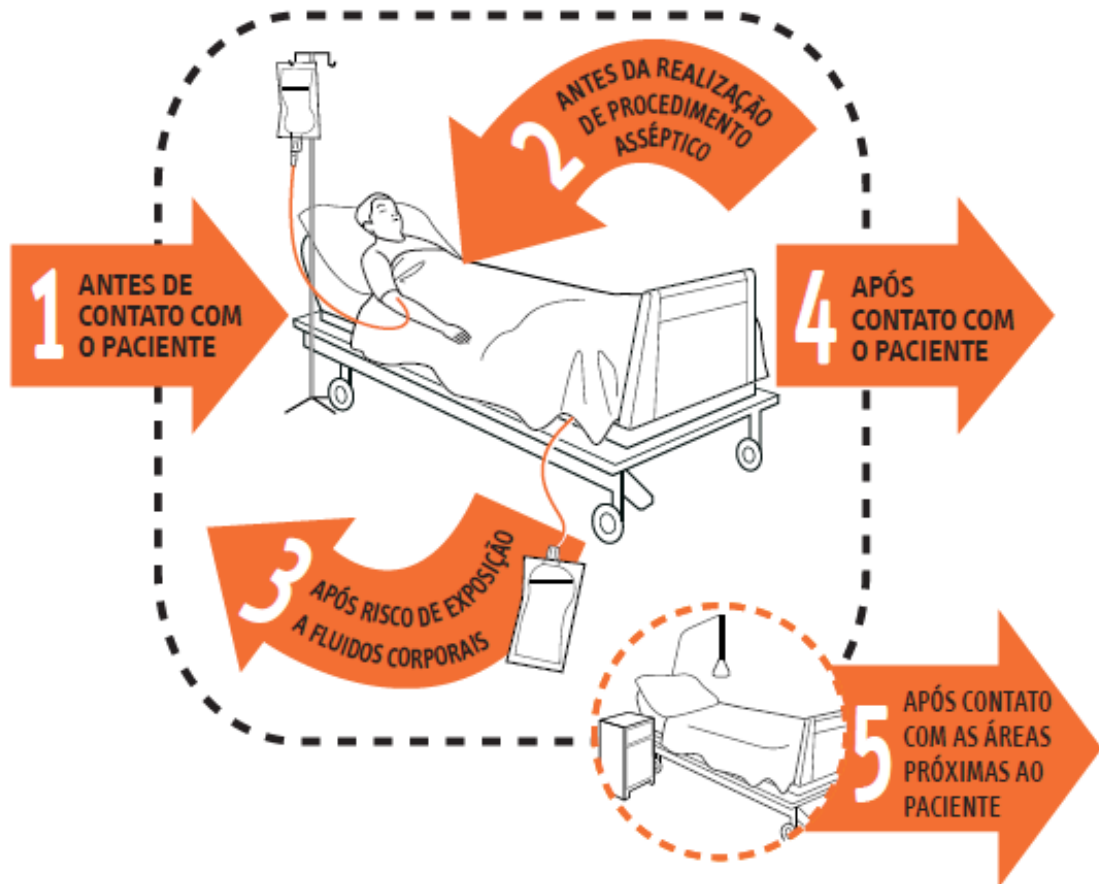 1
ANTES DE
CONTATO COM
O PACIENTE
2
ANTES DA REALIZAÇÃO
DE PROCEDIMENTO
ASSÉPTICO
3
APÓS RISCO DE EXPOSIÇÃO
A FLUIDOS CORPORAIS
4
APÓS
CONTATO COM
O PACIENTE
5
APÓS CONTATO
COM AS ÁREAS
PRÓXIMAS AO
PACIENTE